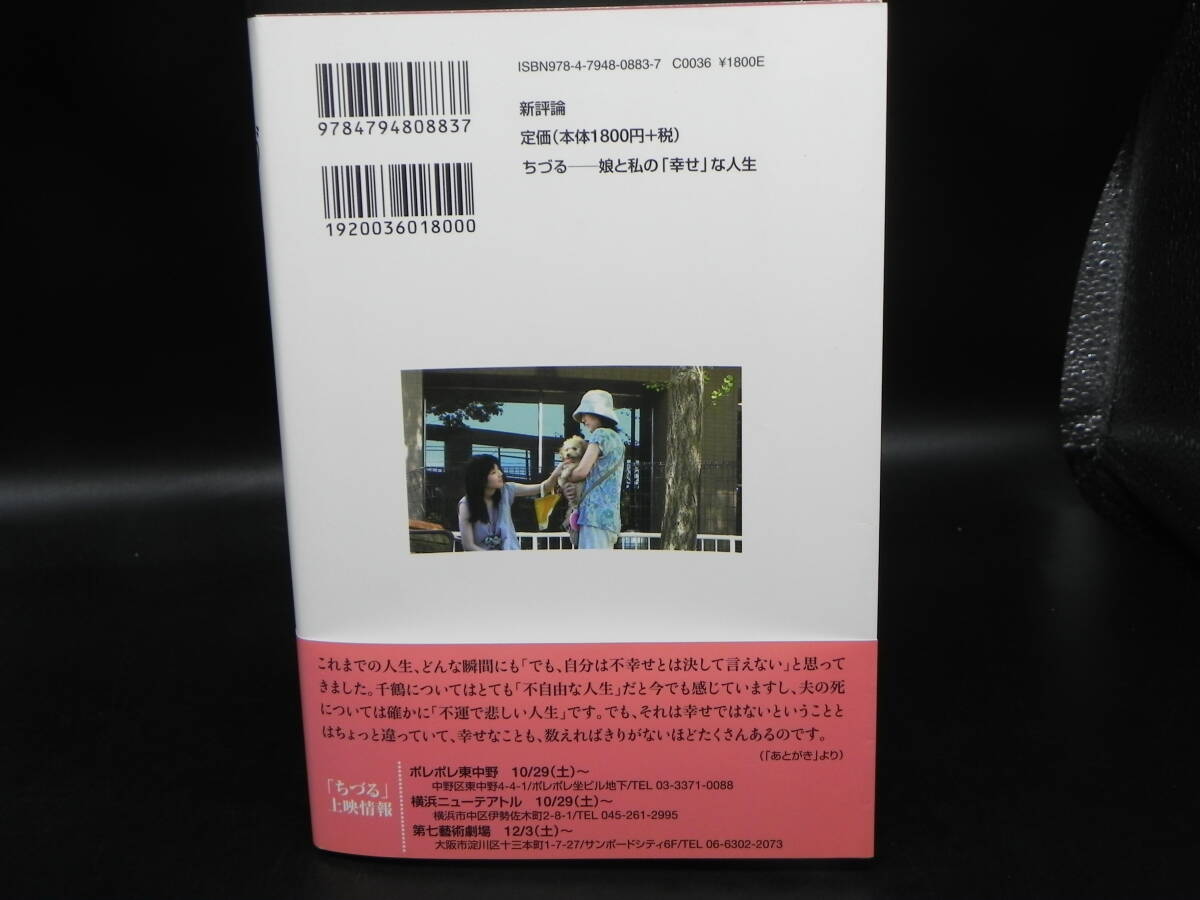 ISBN978-4-7948-0883-7 C0036 ¥1800E
9784794808837
新評論
定価(本体1800円+税)
ちづる──娘と私の「幸せ」な人生
1920036018000
これまでの人生、どんな瞬間にも「でも、自分は不幸せとは決して言えない」と思って
きました。千鶴についてはとても「不自由な人生」だと今でも感じていますし、夫の死
については確かに「不運で悲しい人生」です。でも、それは幸せではないということと
はちょっと違っていて、幸せなことも、数えればきりがないほどたくさんあるのです。
(「あとがき」より)
「ちづる」
上映情報
ポレポレ東中野 10/29(土)〜
中野区東中野4-4-1/ポレポレ坐ビル地下/TEL 03-3371-0088
横浜ニューテアトル 10/29(土)〜
横浜市中区伊勢佐木町2-8-1/TEL 045-261-2995
第七藝術劇場 12/3(土)〜
大阪市淀川区十三本町1-7-27/サンポードシティ6F/TEL 06-6302-2073